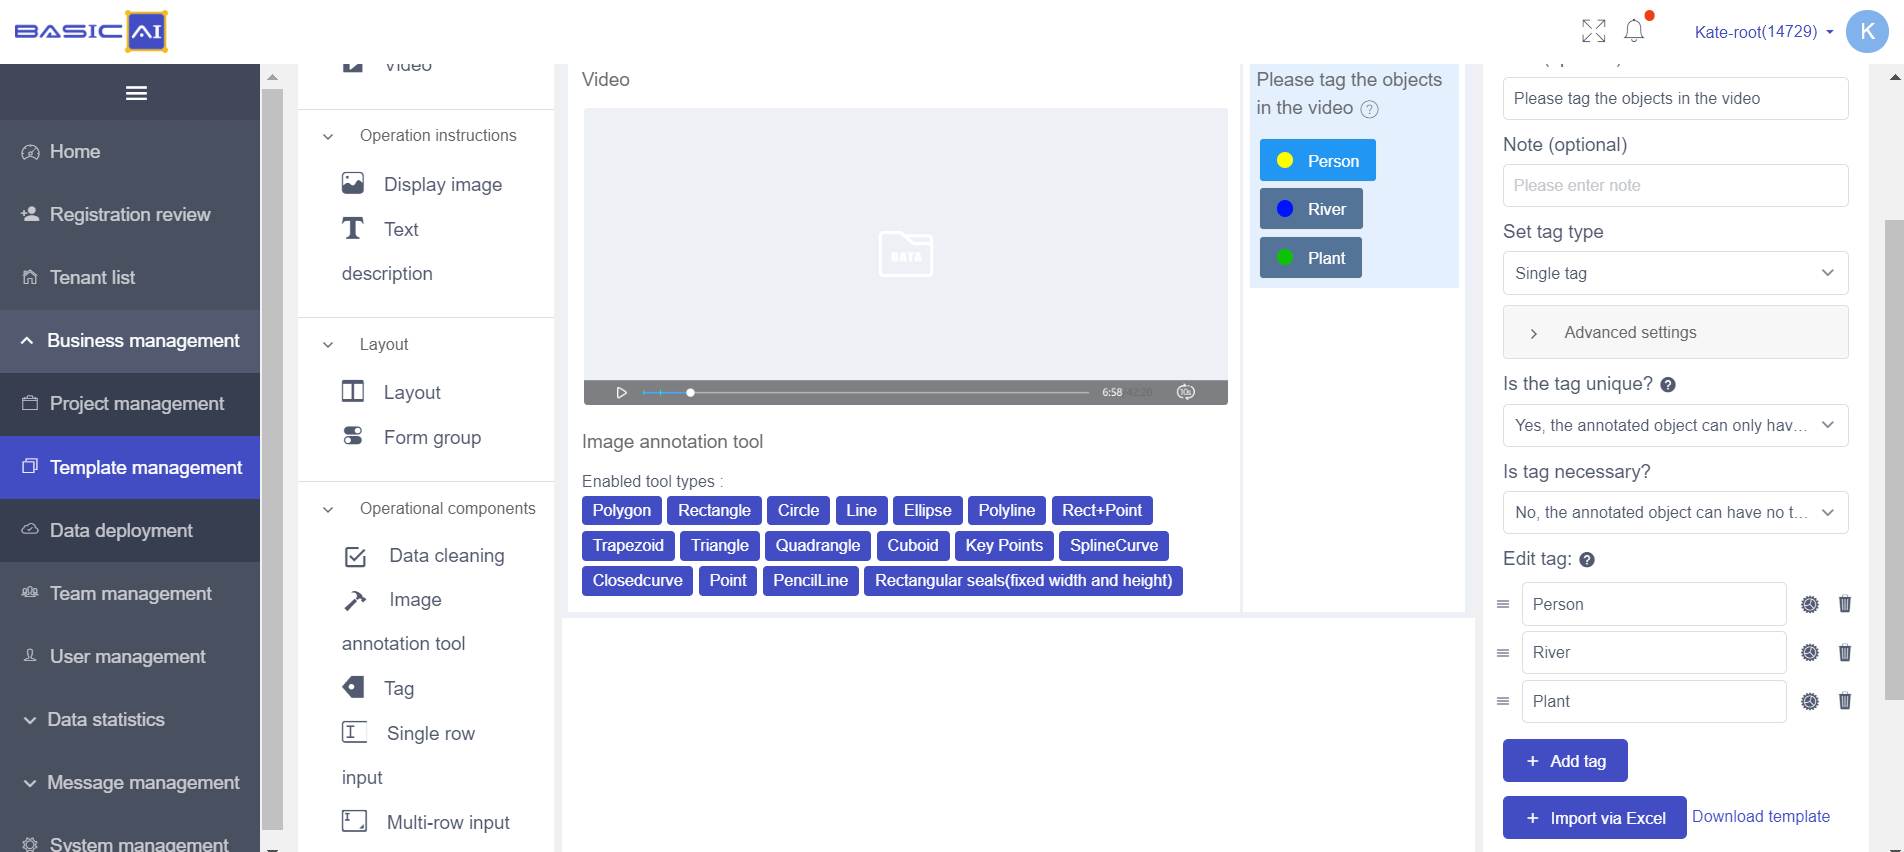 BASIC AI
Kate-root(14729)
K
Home
Registration review
Tenant list
Business management
Project management
Template management
Data deployment
Team management
User management
Data statistics
Message management
System management
Video
Operation instructions
Display image
Text
description
Layout
Layout
Form group
Operational components
Data cleaning
Image
annotation tool
Tag
Single row
input
Multi-row input
Video
DATA
6:58 42:20
10s
Image annotation tool
Enabled tool types :
Polygon Rectangle Circle Line Ellipse Polyline Rect+Point
Trapezoid Triangle Quadrangle Cuboid Key Points SplineCurve
Closedcurve Point PencilLine Rectangular seals(fixed width and height)
Please tag the objects
in the video ?
Person
River
Plant
Please tag the objects in the video
Note (optional)
Please enter note
Set tag type
Single tag
Advanced settings
Is the tag unique? ?
Yes, the annotated object can only hav...
Is tag necessary?
No, the annotated object can have no t...
Edit tag: ?
Person
River
Plant
+ Add tag
+ Import via Excel Download template